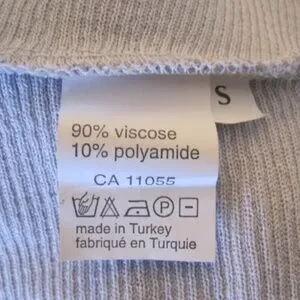 S
90% viscose
10% polyamide
CA 11055
P
made in Turkey
fabriqué en Turquie